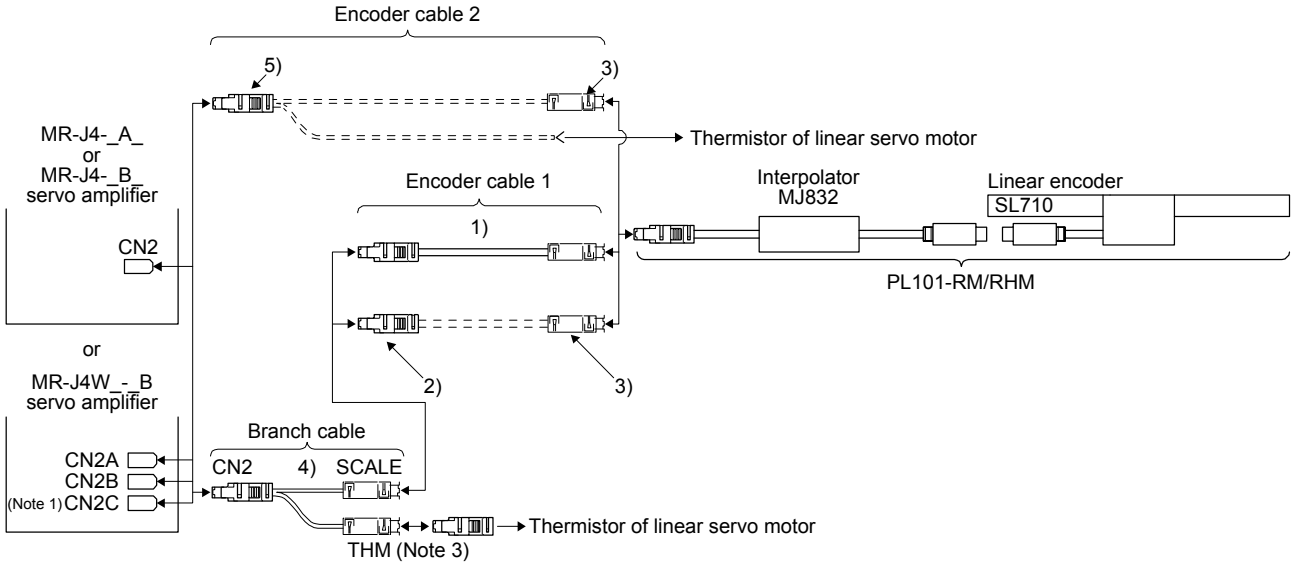 Encoder cable 2
5)
3)
MR-J4-_A_
or
MR-J4-_B_
servo amplifier
Thermistor of linear servo motor
CN2
Encoder cable 1
1)
Interpolator
MJ832
Linear encoder
SL710
PL101-RM/RHM
2)
3)
or
MR-J4W_-_B
servo amplifier
CN2A
CN2B
(Note 1) CN2C
Branch cable
CN2
4)
SCALE
THM (Note 3)
Thermistor of linear servo motor